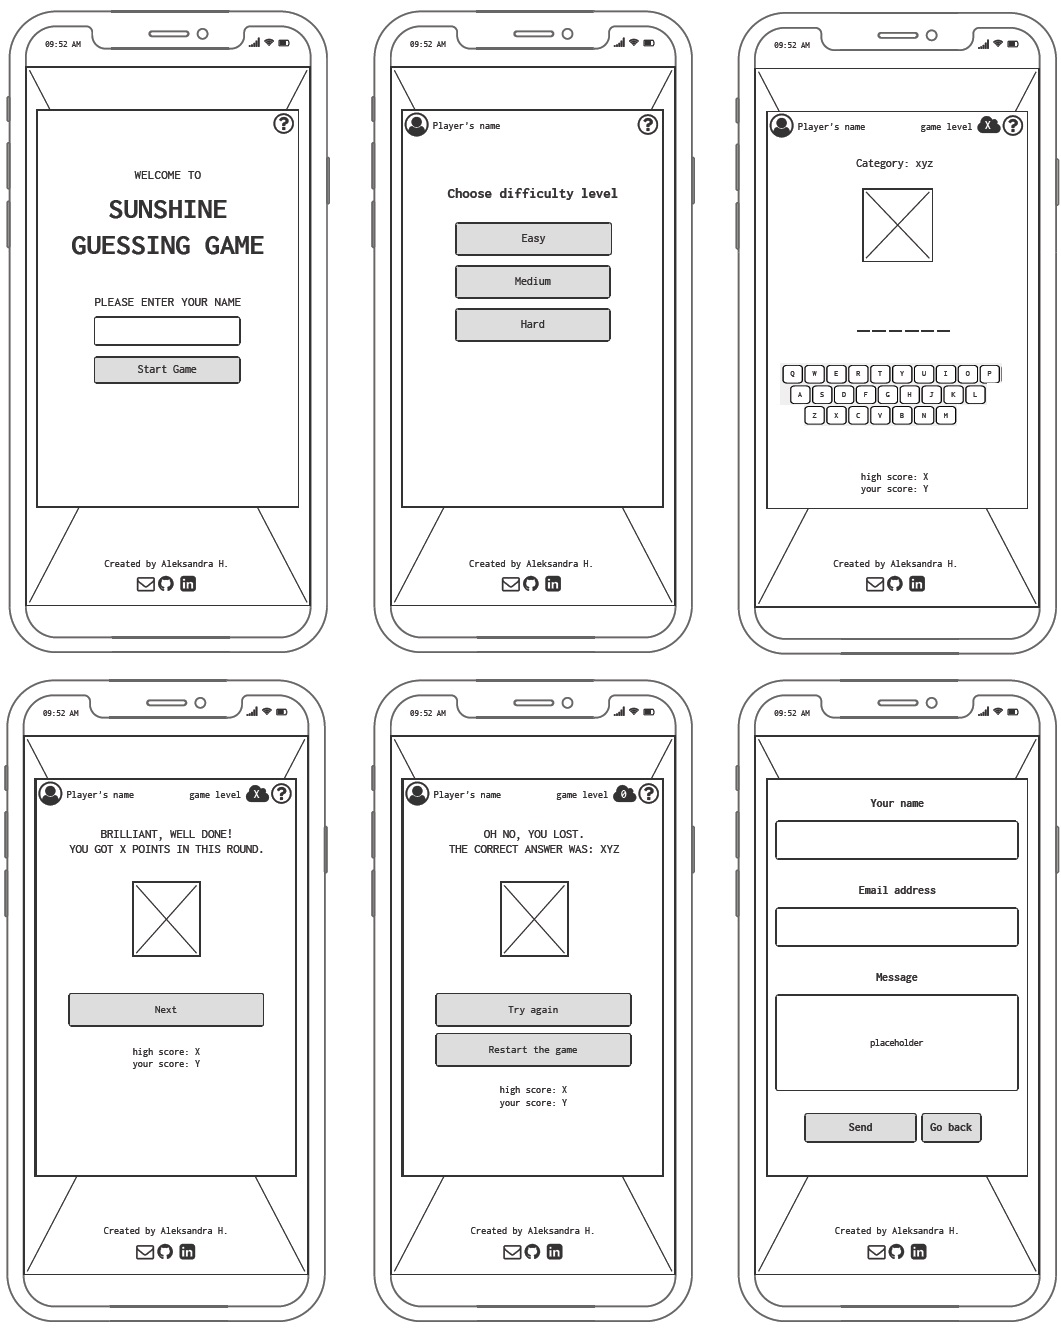 09:52 AM
?
WELCOME TO
SUNSHINE
GUESSING GAME
PLEASE ENTER YOUR NAME
Start Game
Created by Aleksandra H.
in
09:52 AM
Player's name
?
Choose difficulty level
Easy
Medium
Hard
Created by Aleksandra H.
in
09:52 AM
Player's name game level X ?
Category: xyz
Q W E R T Y U I O P
A S D F G H J K L
Z X C V B N M
high score: X
your score: Y
Created by Aleksandra H.
in
09:52 AM
Player's name game level X ?
BRILLIANT, WELL DONE!
YOU GOT X POINTS IN THIS ROUND.
Next
high score: X
your score: Y
Created by Aleksandra H.
in
09:52 AM
Player's name game level 0 ?
OH NO, YOU LOST.
THE CORRECT ANSWER WAS: XYZ
Try again
Restart the game
high score: X
your score: Y
Created by Aleksandra H.
in
09:52 AM
Your name
Email address
Message
placeholder
Send Go back
Created by Aleksandra H.
in